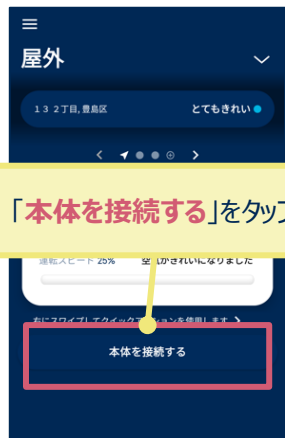 屋外
132丁目,豊島区 とてもきれい
「本体を接続する」をタップ
運転スピード 25% 空気がきれいになりました
右にスワイプしてクイックアクションを使用します
本体を接続する